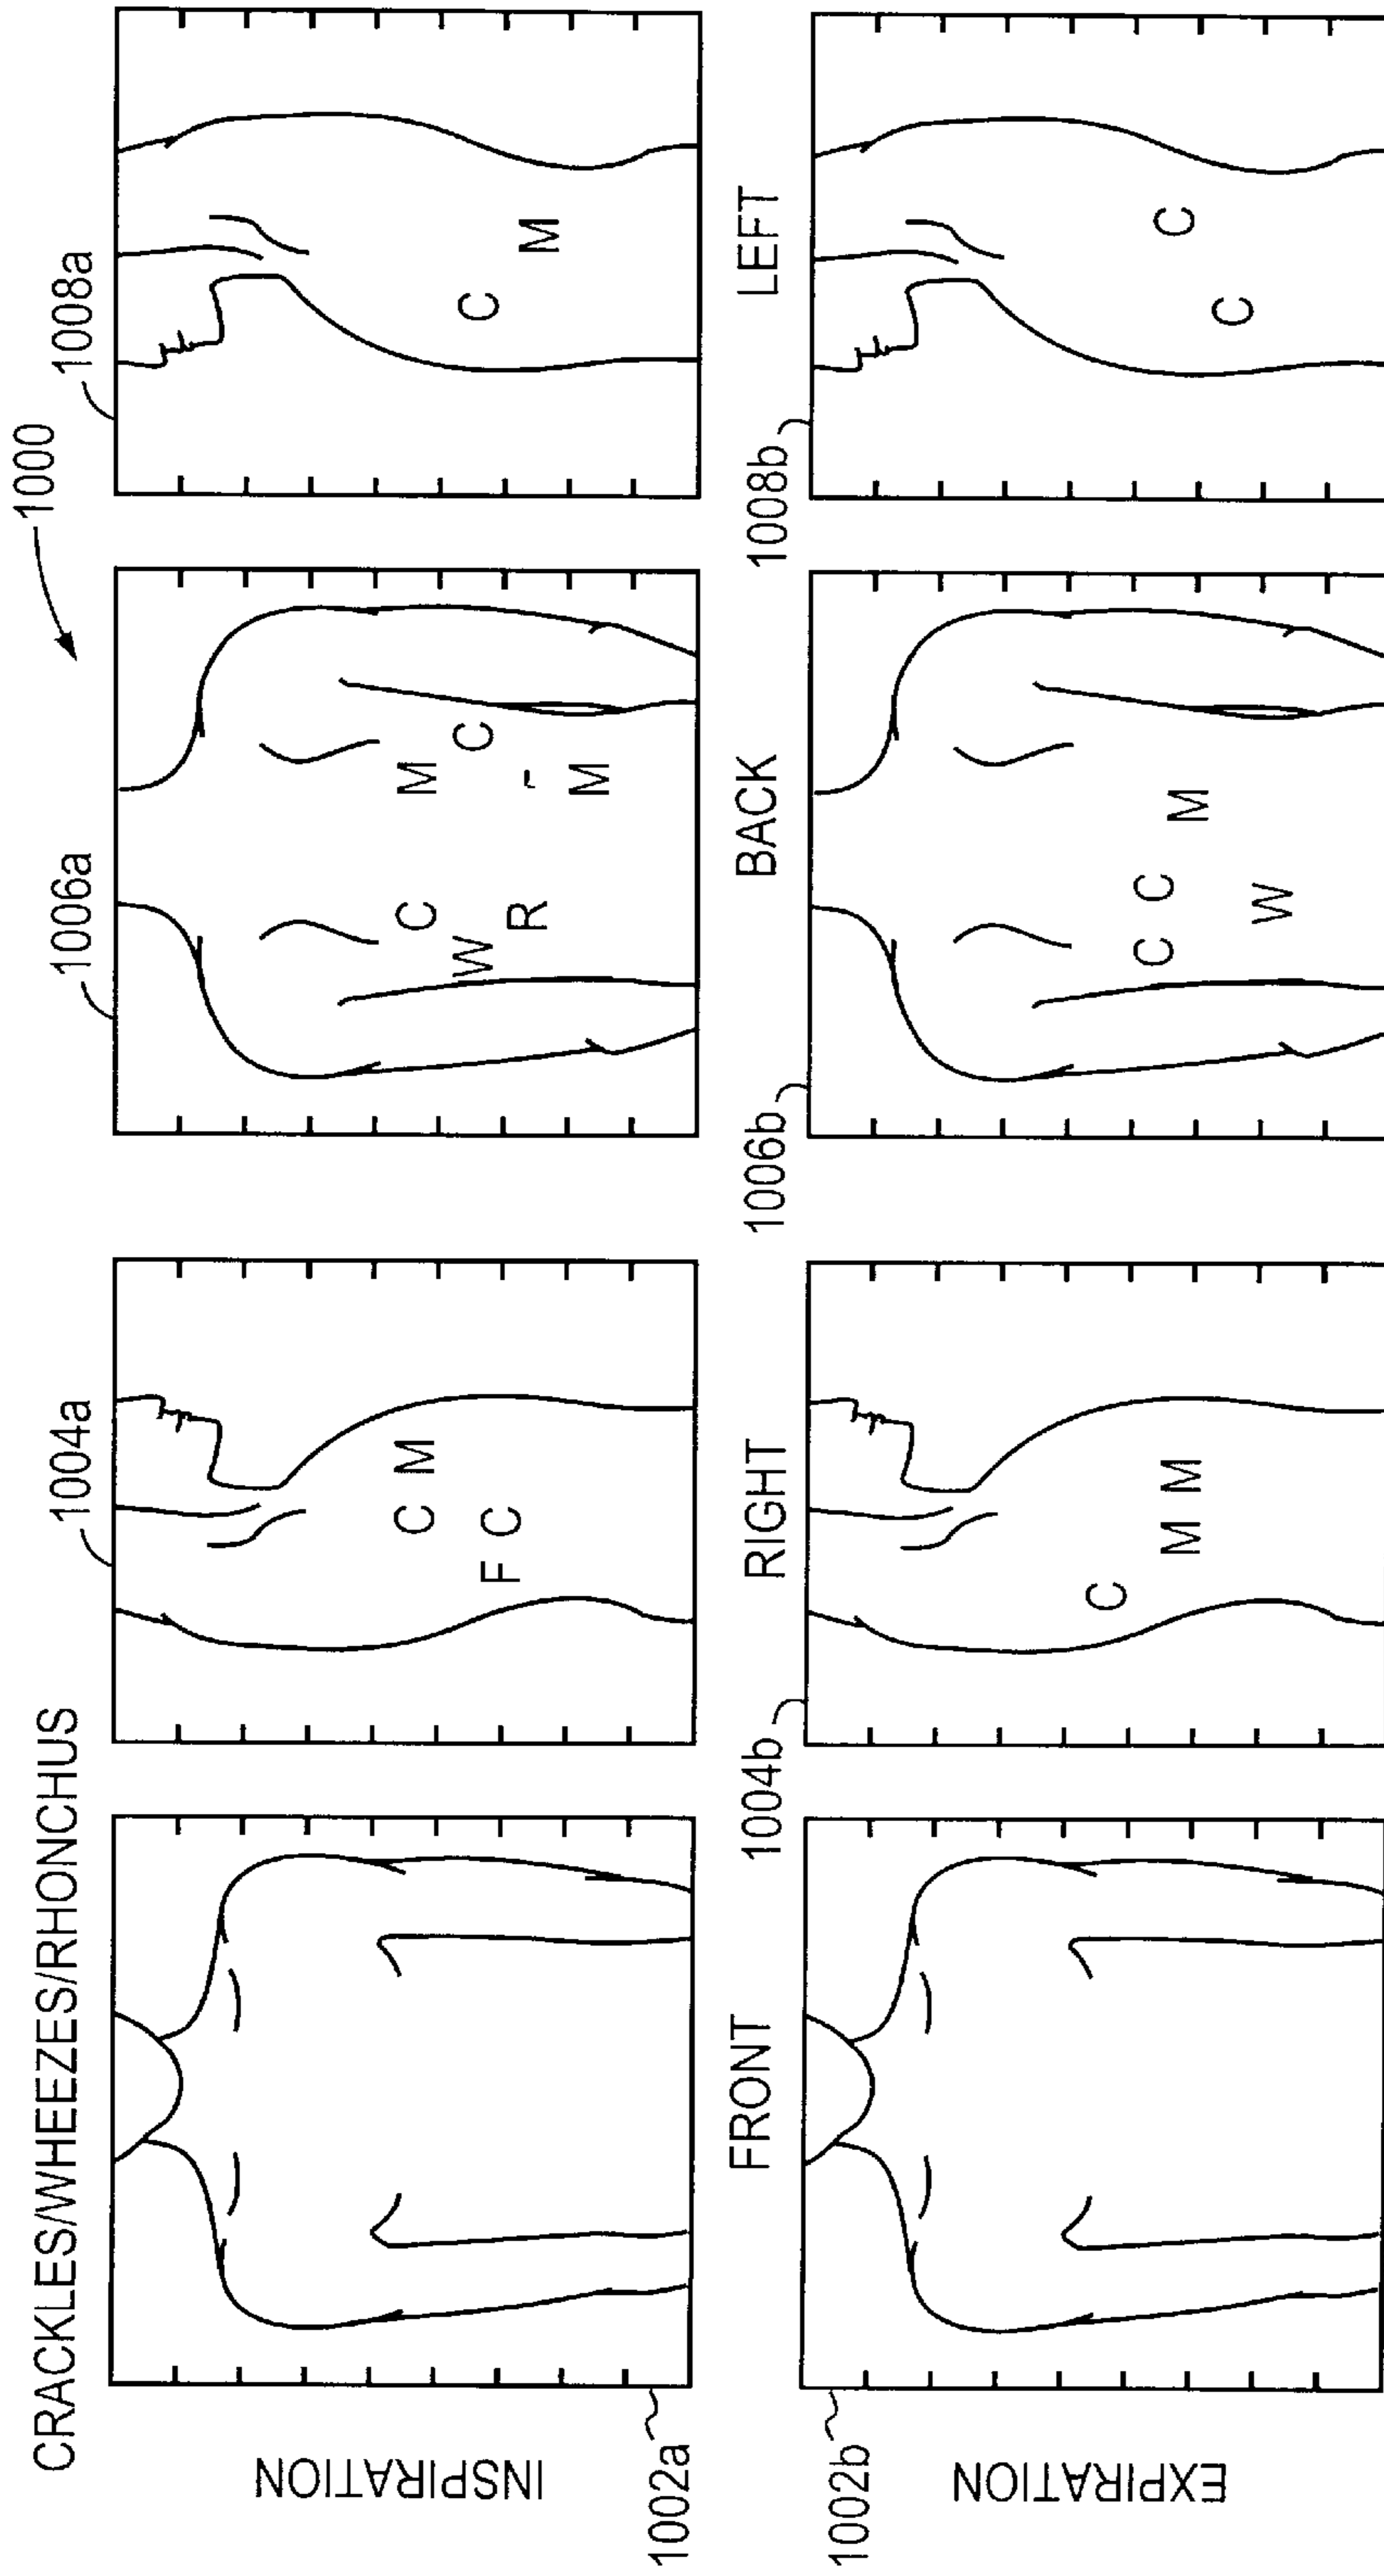 CRACKLES/WHEEZES/RHONCHUS
1000
INSPIRATION
1002a
1004a
C M
F C
1006a
C M
W C
R
M
1008a
C
M
FRONT
RIGHT
BACK
LEFT
EXPIRATION
1002b
1004b
C
M M
1006b
C C
M
W
1008b
C
C